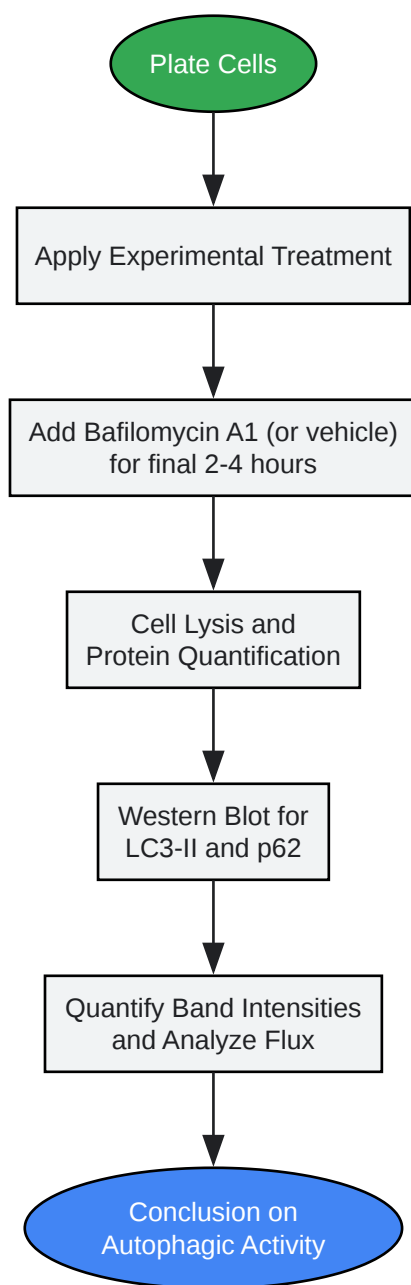 Plate Cells
Apply Experimental Treatment
Add Bafilomycin A1 (or vehicle)
for final 2-4 hours
Cell Lysis and
Protein Quantification
Western Blot for
LC3-II and p62
Quantify Band Intensities
and Analyze Flux
Conclusion on
Autophagic Activity